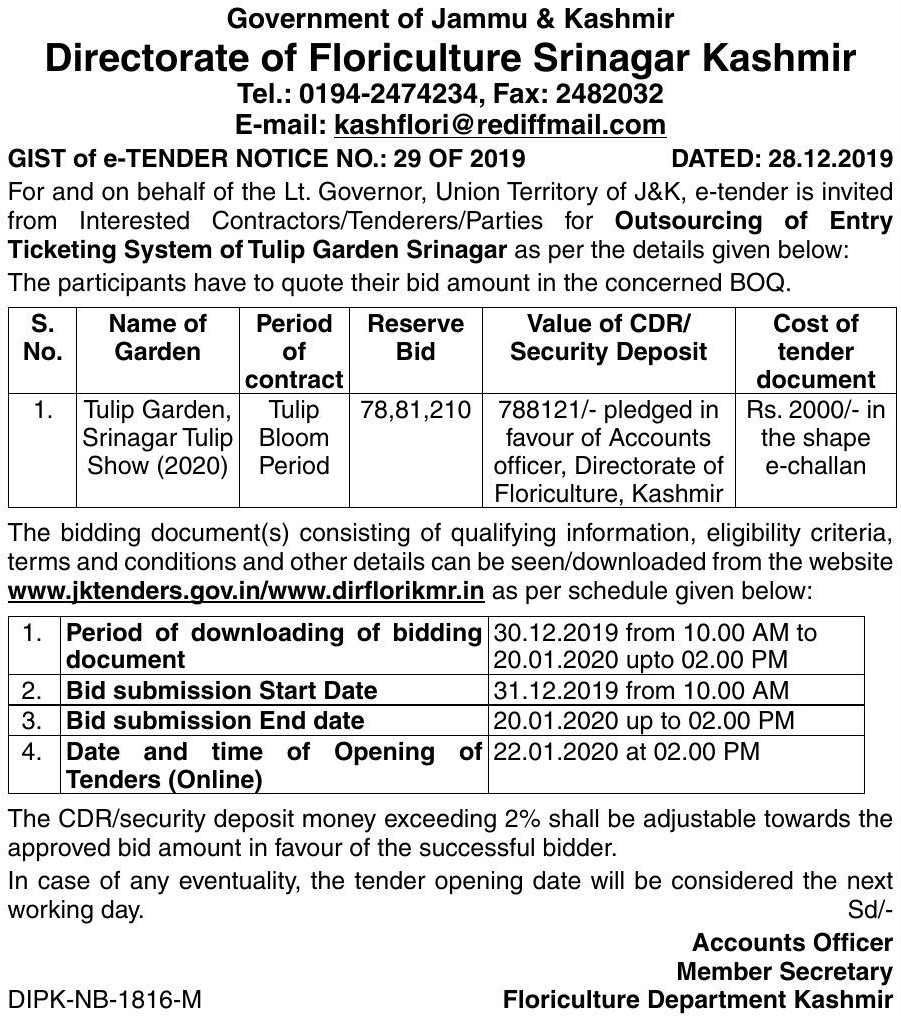 Government of Jammu & Kashmir
Directorate of Floriculture Srinagar Kashmir
Tel.: 0194-2474234, Fax: 2482032
E-mail: kashflori@rediffmail.com
GIST of e-TENDER NOTICE NO.: 29 OF 2019 DATED: 28.12.2019
For and on behalf of the Lt. Governor, Union Territory of J&K, e-tender is invited
from Interested Contractors/Tenderers/Parties for Outsourcing of Entry
Ticketing System of Tulip Garden Srinagar as per the details given below:
The participants have to quote their bid amount in the concerned BOQ.
S. Name of Period Reserve Value of CDR/ Cost of
No. Garden of Bid Security Deposit tender
contract document
1. Tulip Garden, Tulip 78,81,210 788121/- pledged in Rs. 2000/- in
Srinagar Tulip Bloom favour of Accounts the shape
Show (2020) Period officer, Directorate of e-challan
Floriculture, Kashmir
The bidding document(s) consisting of qualifying information, eligibility criteria,
terms and conditions and other details can be seen/downloaded from the website
www.jktenders.gov.in/www.dirflorikmr.in as per schedule given below:
1. Period of downloading of bidding 30.12.2019 from 10.00 AM to
document 20.01.2020 upto 02.00 PM
2. Bid submission Start Date 31.12.2019 from 10.00 AM
3. Bid submission End date 20.01.2020 up to 02.00 PM
4. Date and time of Opening of 22.01.2020 at 02.00 PM
Tenders (Online)
The CDR/security deposit money exceeding 2% shall be adjustable towards the
approved bid amount in favour of the successful bidder.
In case of any eventuality, the tender opening date will be considered the next
working day. Sd/-
Accounts Officer
Member Secretary
DIPK-NB-1816-M Floriculture Department Kashmir